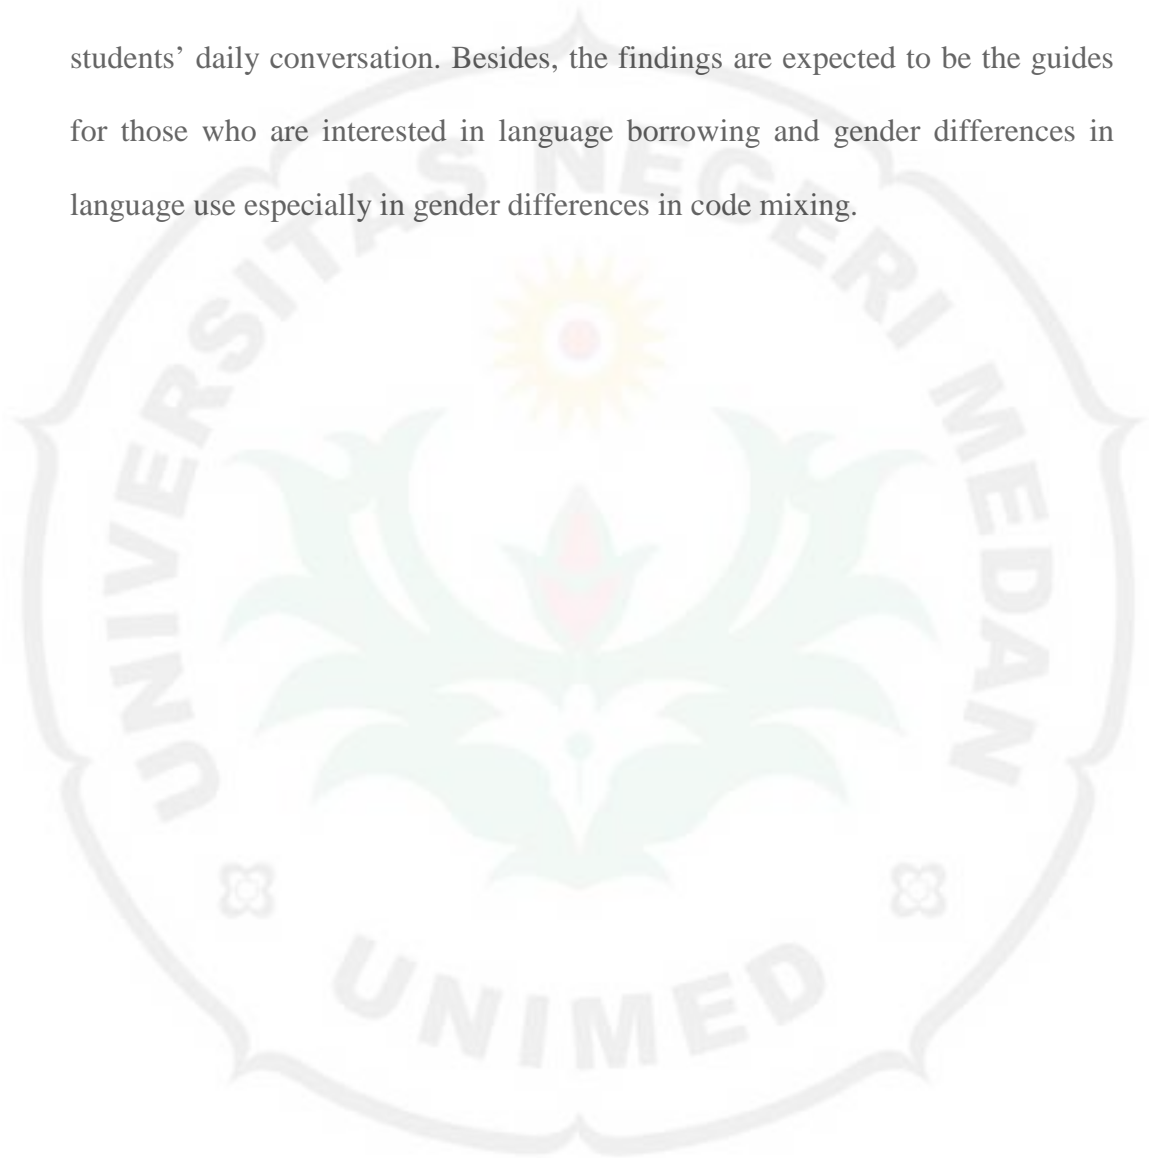 students’ daily conversation. Besides, the findings are expected to be the guides
for those who are interested in language borrowing and gender differences in
language use especially in gender differences in code mixing.
UNIVERSITAS NEGERI MEDAN
UNIMED